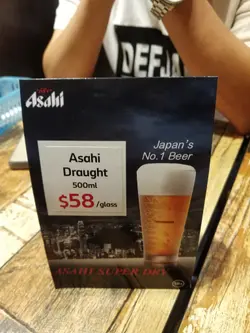 DEFJA
Asahi
Asahi
Draught
500ml
$58 /glass
Japan's
No.1 Beer
ASAHI SUPER DRY